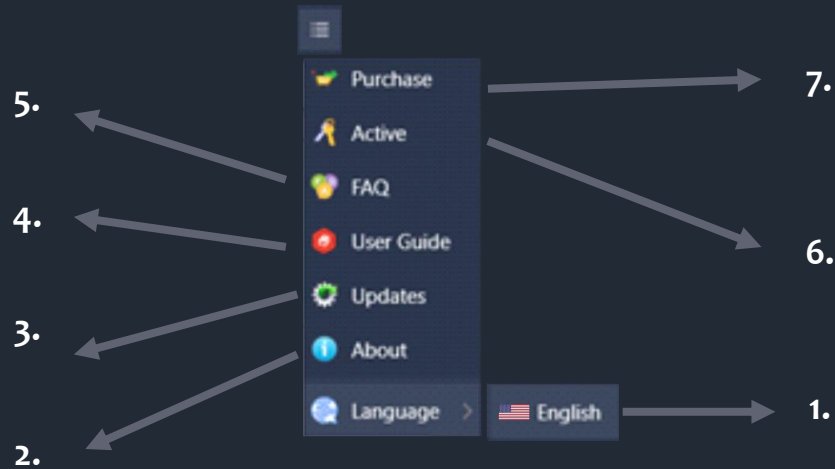 Purchase
7.
5.
Active
FAQ
4.
User Guide
6.
Updates
3.
About
Language > English
1.
2.